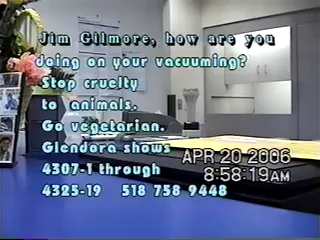 Jim Gilmore, how are you
doing on your vacuuming?
Stop cruelty
to animals.
Go vegetarian.
Glendora shows
4307-1 through
4325-19 518 758 9448
APR 20 2006
8:58:19AM